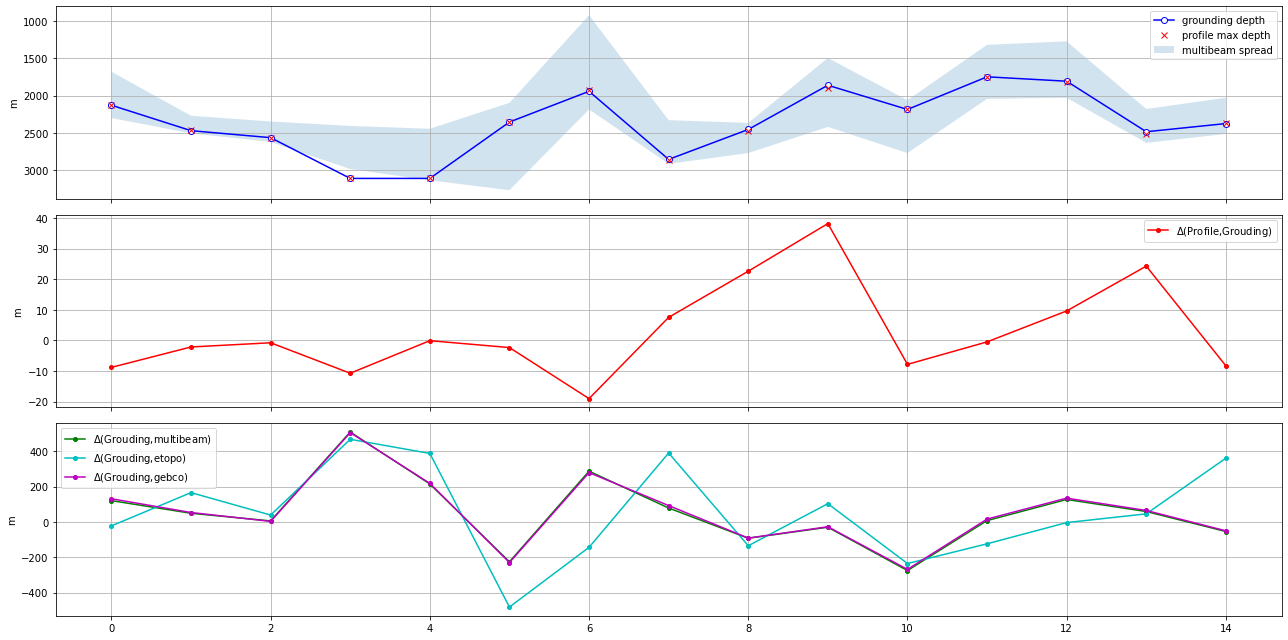 1000
1500
2000
2500
3000
m
grounding depth
profile max depth
multibeam spread
40
30
20
10
0
−10
−20
m
Δ(Profile,Grouding)
400
200
0
−200
−400
m
Δ(Grouding,multibeam)
Δ(Grouding,etopo)
Δ(Grouding,gebco)
0 2 4 6 8 10 12 14